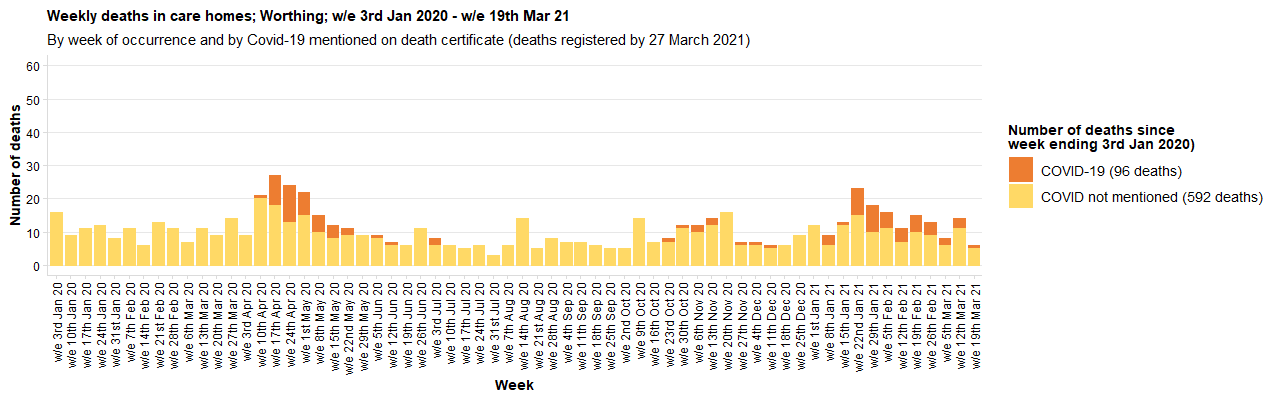 Weekly deaths in care homes; Worthing; w/e 3rd Jan 2020 - w/e 19th Mar 21
By week of occurrence and by Covid-19 mentioned on death certificate (deaths registered by 27 March 2021)
Number of deaths
60
50
40
30
20
10
0
w/e 3rd Jan 20
w/e 10th Jan 20
w/e 17th Jan 20
w/e 24th Jan 20
w/e 31st Jan 20
w/e 7th Feb 20
w/e 14th Feb 20
w/e 21st Feb 20
w/e 28th Feb 20
w/e 6th Mar 20
w/e 13th Mar 20
w/e 20th Mar 20
w/e 27th Mar 20
w/e 3rd Apr 20
w/e 10th Apr 20
w/e 17th Apr 20
w/e 24th Apr 20
w/e 1st May 20
w/e 8th May 20
w/e 15th May 20
w/e 22nd May 20
w/e 29th May 20
w/e 5th Jun 20
w/e 12th Jun 20
w/e 19th Jun 20
w/e 26th Jun 20
w/e 3rd Jul 20
w/e 10th Jul 20
w/e 17th Jul 20
w/e 24th Jul 20
w/e 31st Jul 20
w/e 7th Aug 20
w/e 14th Aug 20
w/e 21st Aug 20
w/e 28th Aug 20
w/e 4th Sep 20
w/e 11th Sep 20
w/e 18th Sep 20
w/e 25th Sep 20
w/e 2nd Oct 20
w/e 9th Oct 20
w/e 16th Oct 20
w/e 23rd Oct 20
w/e 30th Oct 20
w/e 6th Nov 20
w/e 13th Nov 20
w/e 20th Nov 20
w/e 27th Nov 20
w/e 4th Dec 20
w/e 11th Dec 20
w/e 18th Dec 20
w/e 25th Dec 20
w/e 1st Jan 21
w/e 8th Jan 21
w/e 15th Jan 21
w/e 22nd Jan 21
w/e 29th Jan 21
w/e 5th Feb 21
w/e 12th Feb 21
w/e 19th Feb 21
w/e 26th Feb 21
w/e 5th Mar 21
w/e 12th Mar 21
w/e 19th Mar 21
Week
Number of deaths since
week ending 3rd Jan 2020)
COVID-19 (96 deaths)
COVID not mentioned (592 deaths)